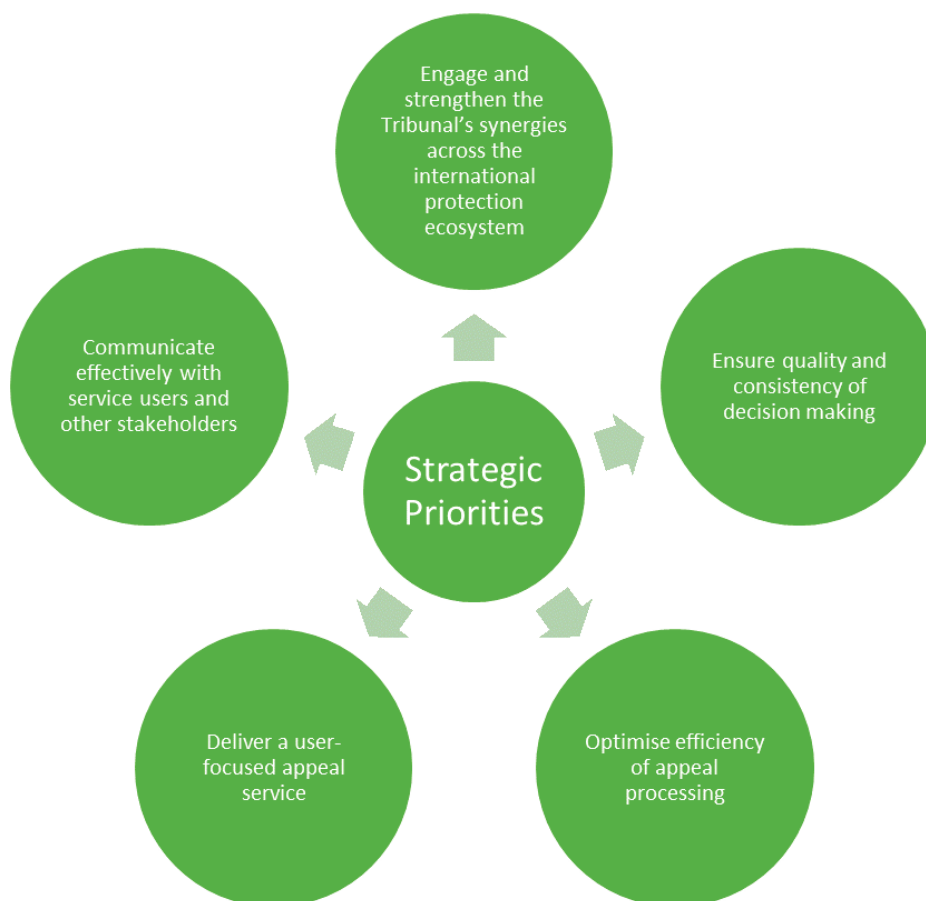 Engage and
strengthen the
Tribunal’s synergies
across the
international
protection
ecosystem
Communicate
effectively with
service users and
other stakeholders
Ensure quality and
consistency of
decision making
Strategic
Priorities
Deliver a user-
focused appeal
service
Optimise efficiency
of appeal
processing